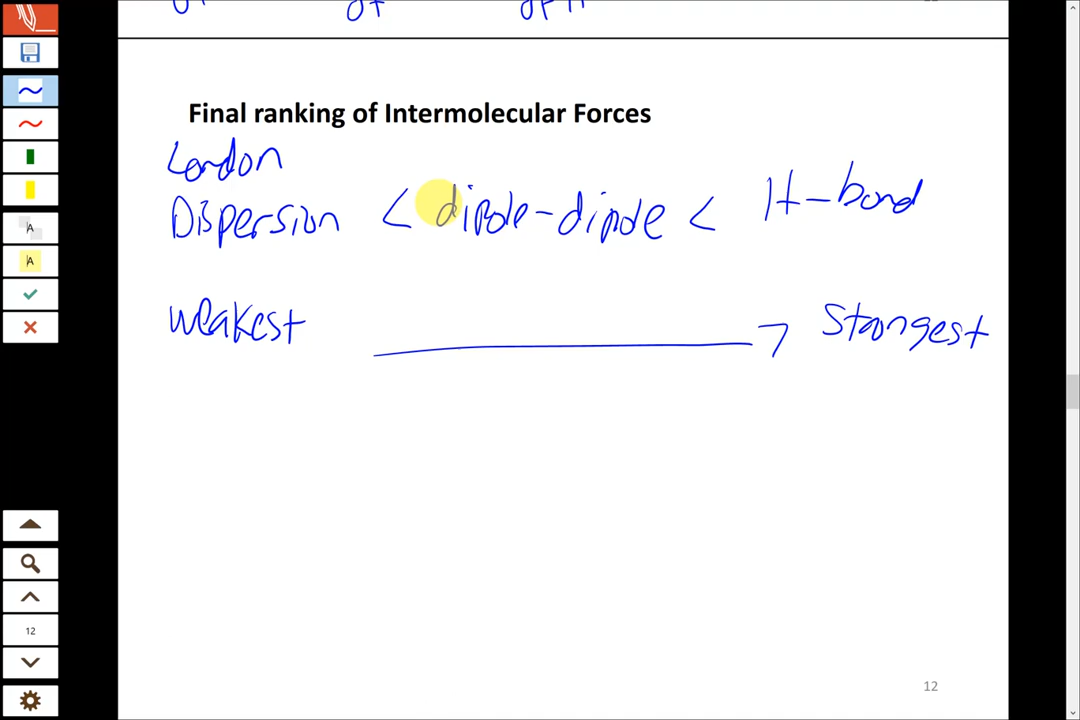 Final ranking of Intermolecular Forces
London
Dispersion < dipole-dipole < H-bond
Weakest → Strongest
12
12